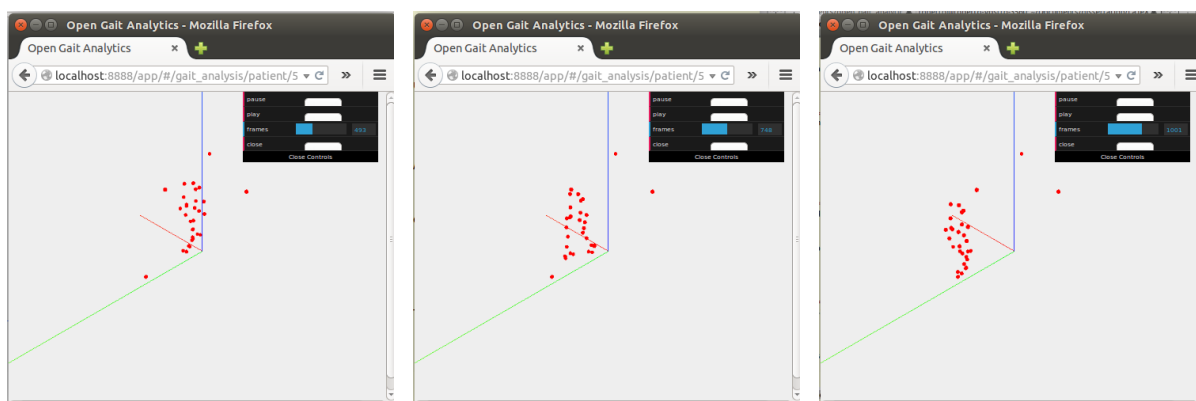 Open Gait Analytics - Mozilla Firefox
Open Gait Analytics
localhost:8888/app/#/gait_analysis/patient/5
pause
play
frames 493
close
Close Controls
Open Gait Analytics - Mozilla Firefox
Open Gait Analytics
localhost:8888/app/#/gait_analysis/patient/5
pause
play
frames 748
close
Close Controls
Open Gait Analytics - Mozilla Firefox
Open Gait Analytics
localhost:8888/app/#/gait_analysis/patient/5
pause
play
frames 1001
close
Close Controls